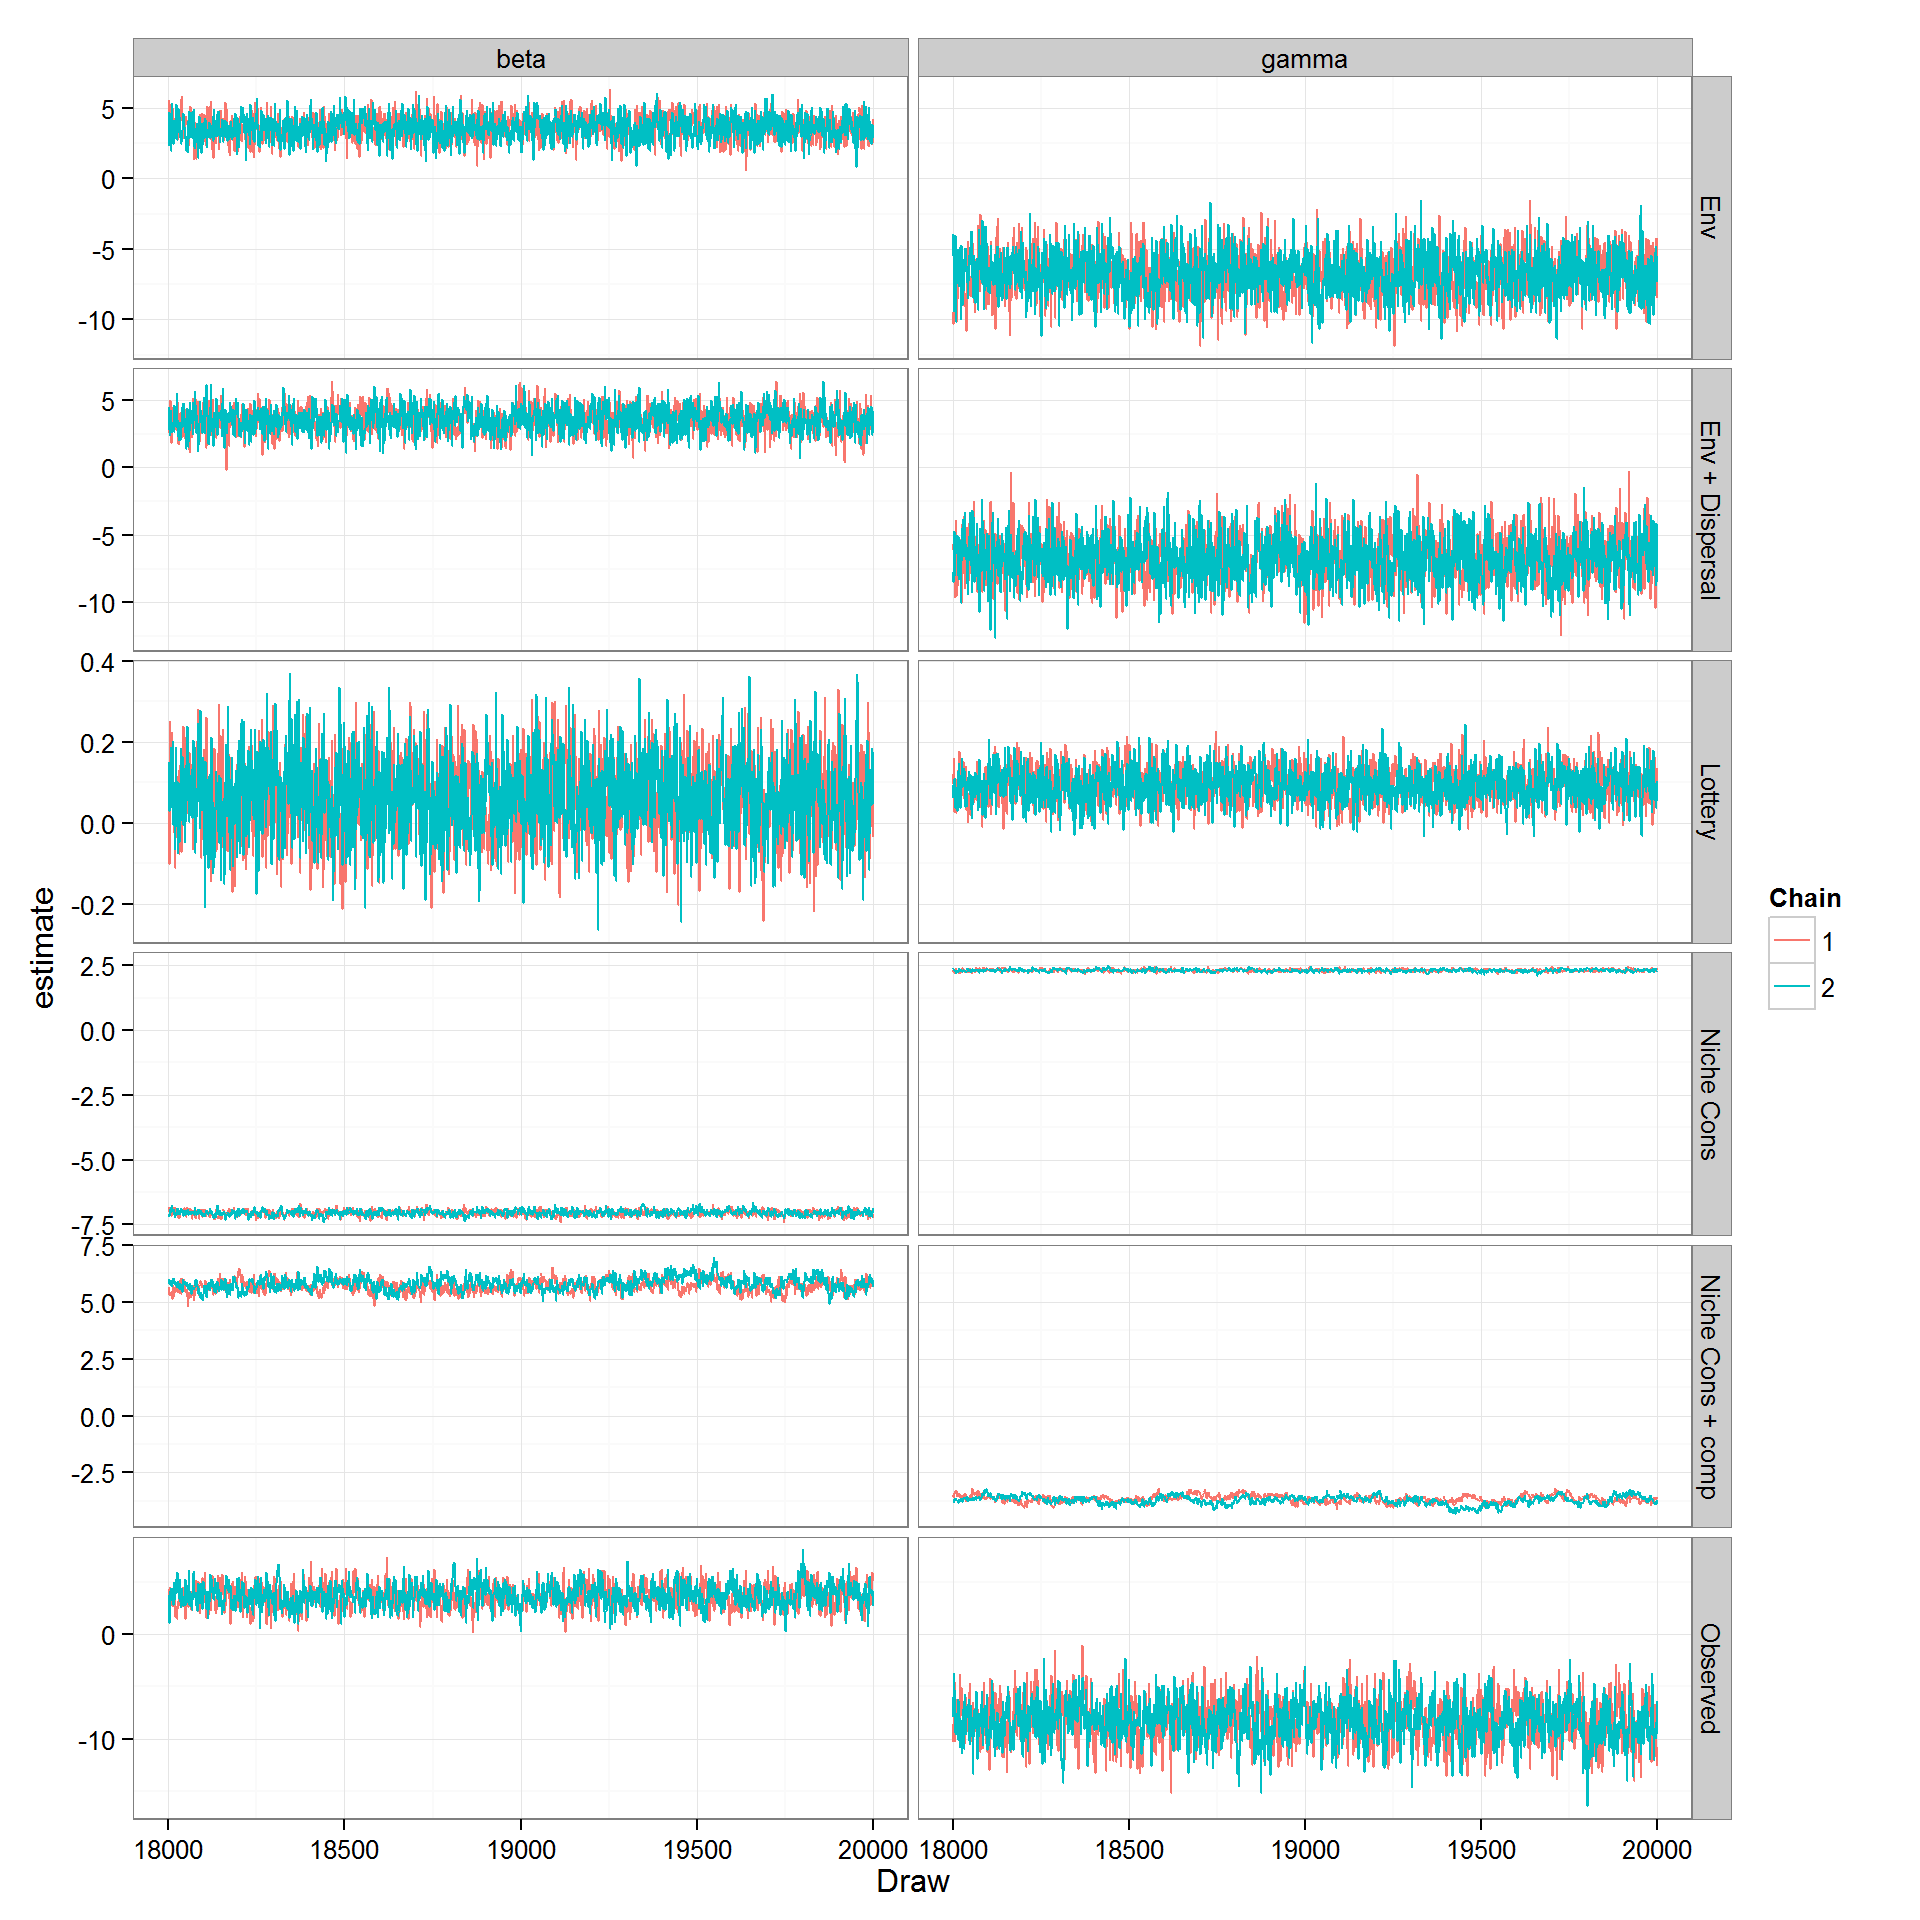 beta
gamma
5
0
-5
-10
Env
5
0
-5
-10
Env + Dispersal
0.4
0.2
0.0
-0.2
Lottery
2.5
0.0
-2.5
-5.0
-7.5
Niche Cons
7.5
5.0
2.5
0.0
-2.5
Niche Cons + comp
0
-10
Observed
estimate
Chain
1
2
18000 18500 19000 19500 20000 18000 18500 19000 19500 20000
Draw